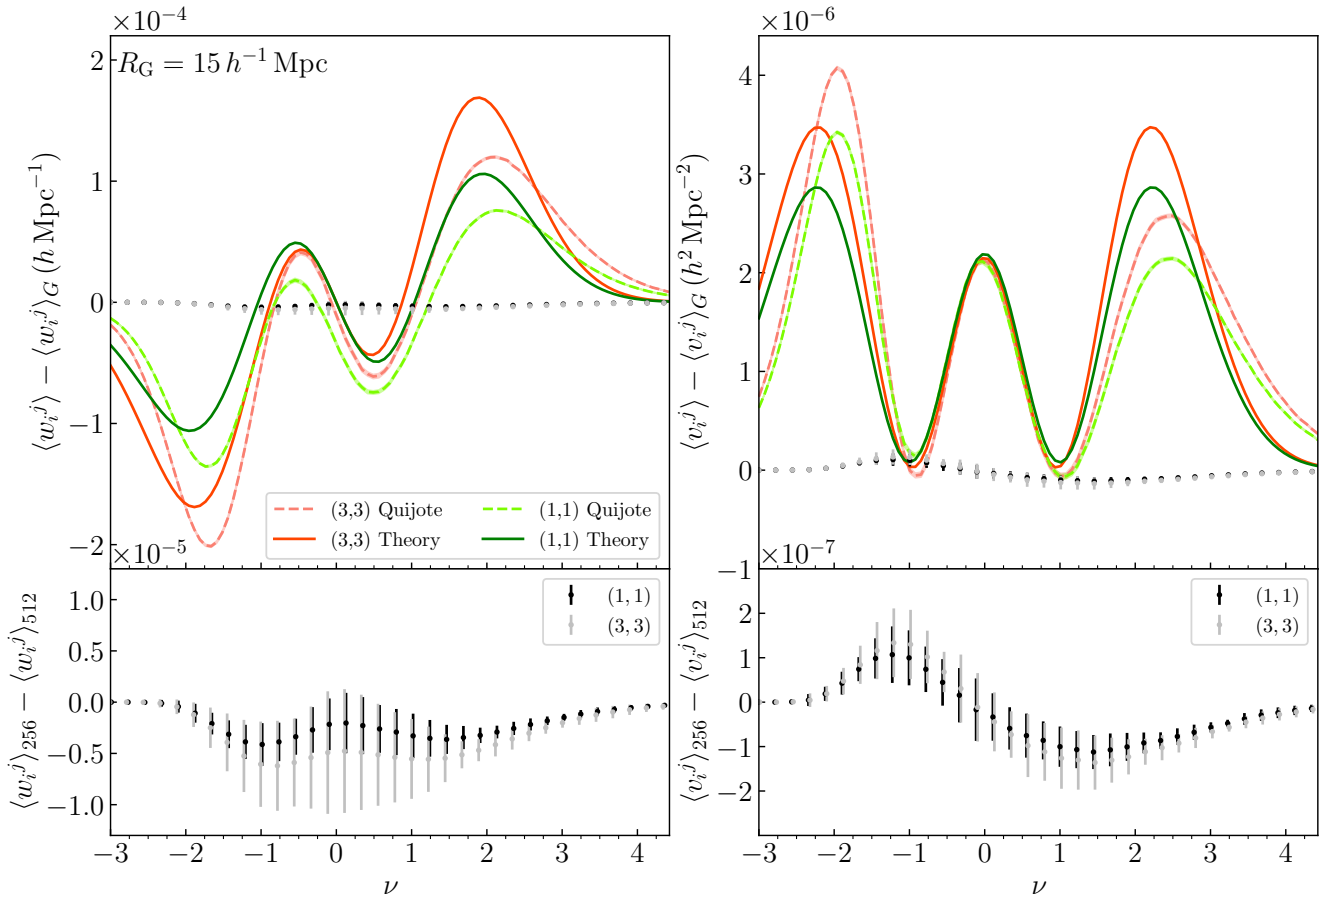 ×10⁻⁴
R_G = 15 h⁻¹ Mpc
2
1
0
−1
−2
⟨w_i^j⟩ − ⟨w_i^j⟩_G (h Mpc⁻¹)
(3,3) Quijote
(3,3) Theory
(1,1) Quijote
(1,1) Theory
×10⁻⁶
4
3
2
1
0
−1
⟨v_i^j⟩ − ⟨v_i^j⟩_G (h² Mpc⁻²)
×10⁻⁵
1.0
0.5
0.0
−0.5
−1.0
⟨w_i^j⟩₂₅₆ − ⟨w_i^j⟩₅₁₂
(1, 1)
(3, 3)
−3 −2 −1 0 1 2 3 4
ν
×10⁻⁷
2
1
0
−1
−2
⟨v_i^j⟩₂₅₆ − ⟨v_i^j⟩₅₁₂
(1, 1)
(3, 3)
−3 −2 −1 0 1 2 3 4
ν